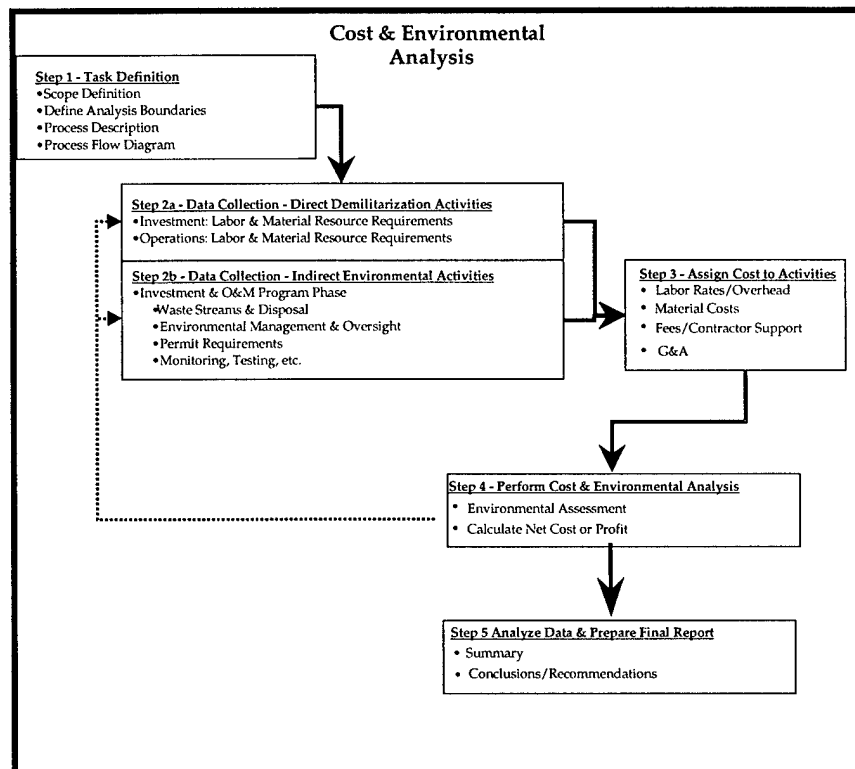 Cost & Environmental
Analysis
Step 1 - Task Definition
•Scope Definition
•Define Analysis Boundaries
•Process Description
•Process Flow Diagram
Step 2a - Data Collection - Direct Demilitarization Activities
•Investment: Labor & Material Resource Requirements
•Operations: Labor & Material Resource Requirements
Step 2b - Data Collection - Indirect Environmental Activities
•Investment & O&M Program Phase
•Waste Streams & Disposal
•Environmental Management & Oversight
•Permit Requirements
•Monitoring, Testing, etc.
Step 3 - Assign Cost to Activities
• Labor Rates/Overhead
• Material Costs
• Fees/Contractor Support
• G&A
Step 4 - Perform Cost & Environmental Analysis
• Environmental Assessment
• Calculate Net Cost or Profit
Step 5 Analyze Data & Prepare Final Report
• Summary
• Conclusions/Recommendations